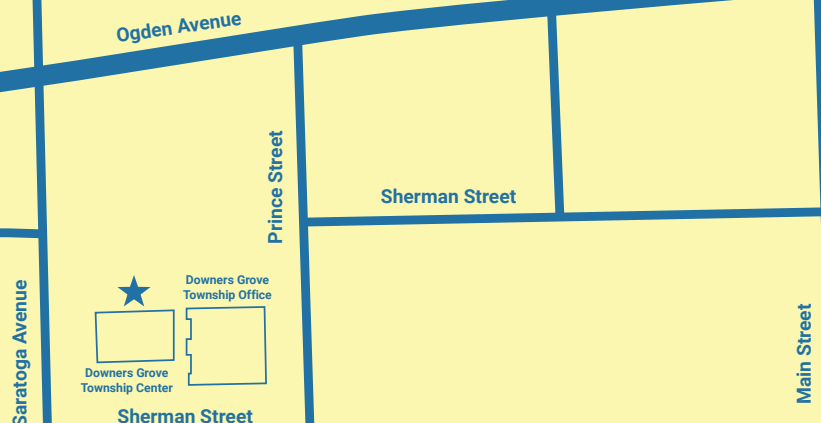 Ogden Avenue
Prince Street
Sherman Street
Downers Grove
Township Office
Saratoga Avenue
Main Street
Downers Grove
Township Center
Sherman Street